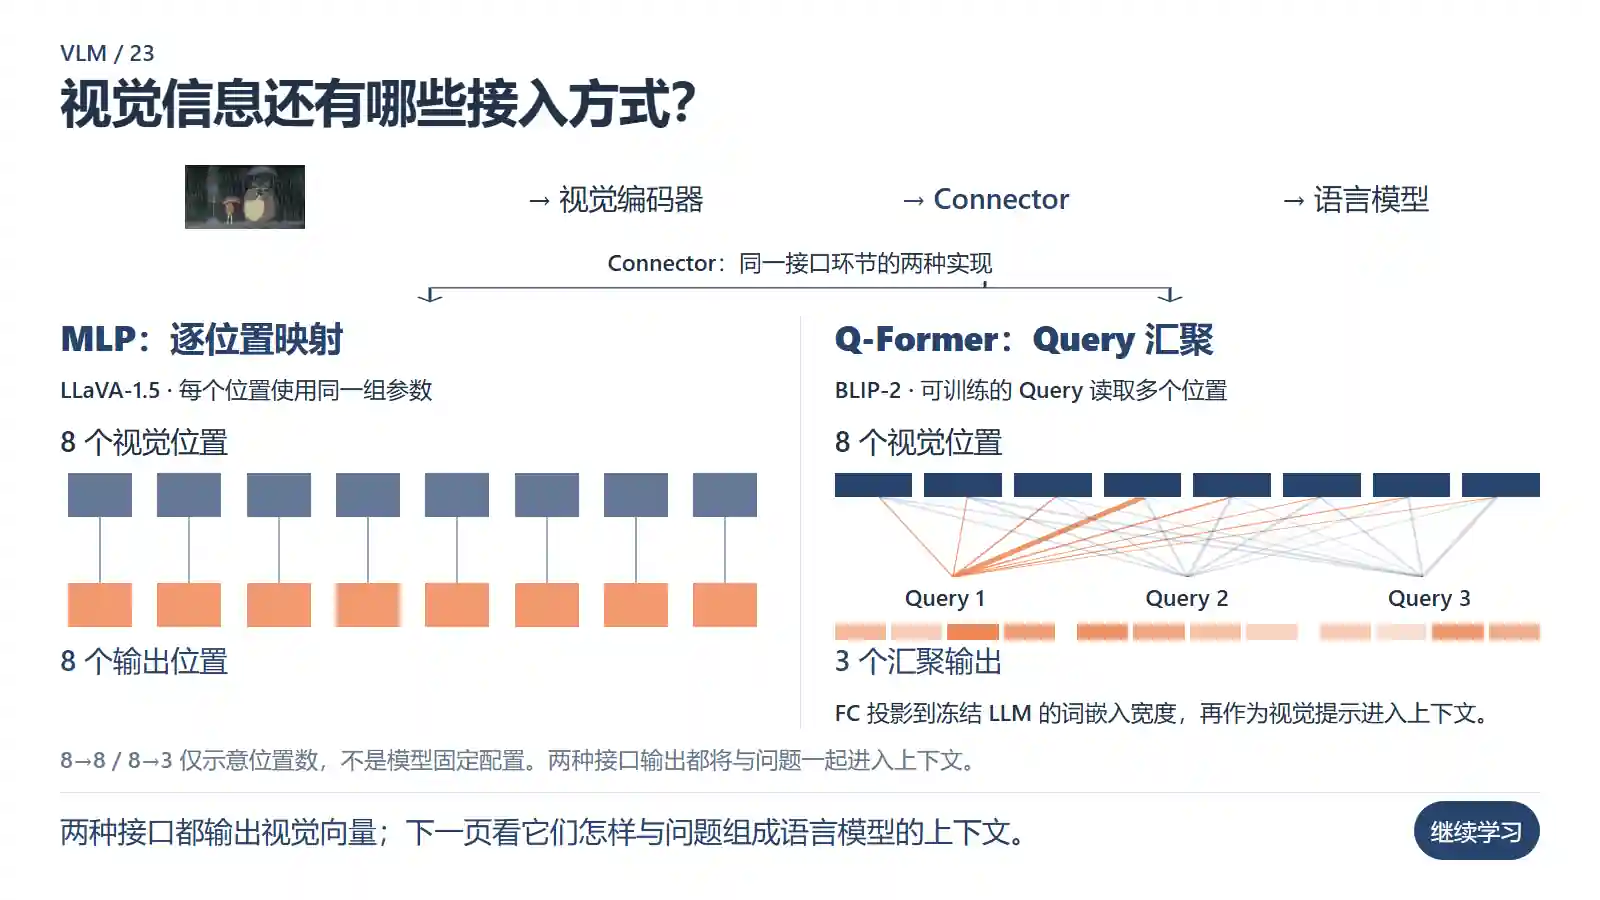 VLM / 23
视觉信息还有哪些接入方式？
→ 视觉编码器
→ Connector
→ 语言模型
Connector：同一接口环节的两种实现
MLP：逐位置映射
LLaVA-1.5 · 每个位置使用同一组参数
8 个视觉位置
8 个输出位置
Q-Former：Query 汇聚
BLIP-2 · 可训练的 Query 读取多个位置
8 个视觉位置
Query 1
Query 2
Query 3
3 个汇聚输出
FC 投影到冻结 LLM 的词嵌入宽度，再作为视觉提示进入上下文。
8→8 / 8→3 仅示意位置数，不是模型固定配置。两种接口输出都将与问题一起进入上下文。
两种接口都输出视觉向量；下一页看它们怎样与问题组成语言模型的上下文。
继续学习